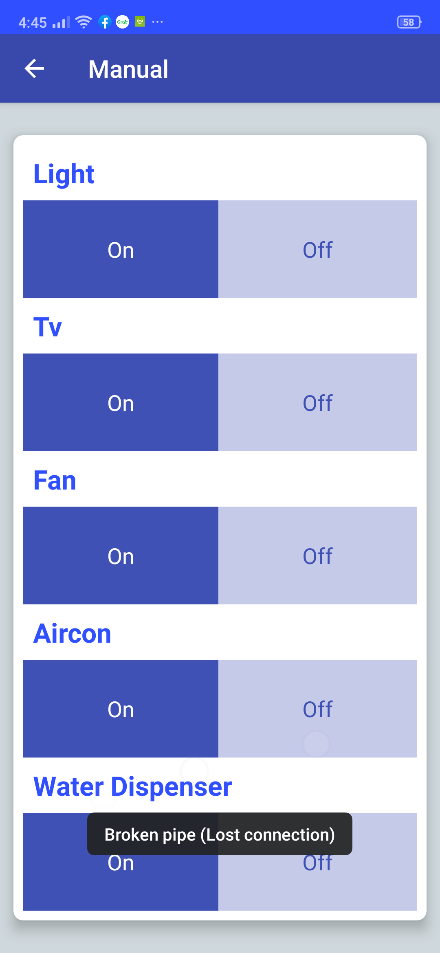 4:45
58
Manual
Light
On Off
Tv
On Off
Fan
On Off
Aircon
On Off
Water Dispenser
Broken pipe (Lost connection)
On Off